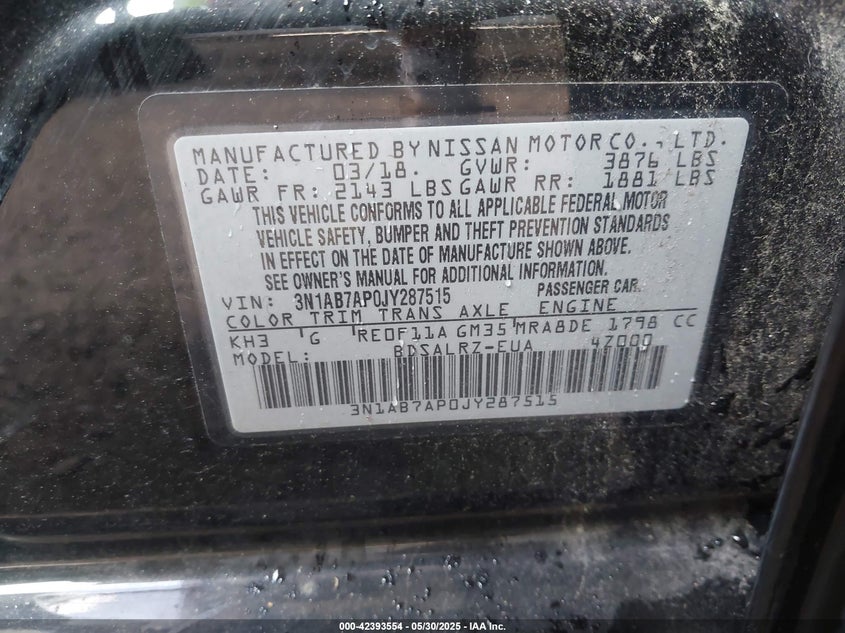 MANUFACTURED BY NISSAN MOTOR CO., LTD.
DATE: 03/18. GVWR: 3876 LBS
GAWR FR: 2143 LBS GAWR RR: 1881 LBS
THIS VEHICLE CONFORMS TO ALL APPLICABLE FEDERAL MOTOR
VEHICLE SAFETY, BUMPER AND THEFT PREVENTION STANDARDS
IN EFFECT ON THE DATE OF MANUFACTURE SHOWN ABOVE.
SEE OWNER'S MANUAL FOR ADDITIONAL INFORMATION.
VIN: 3N1AB7AP0JY287515 PASSENGER CAR.
COLOR TRIM TRANS AXLE ENGINE
KH3 G RE0F11A GM35 MRA8DE 1798 CC
MODEL: BDSALRZ-EUA 4Z000
3N1AB7AP0JY287515
000-42393554 - 05/30/2025 - IAA Inc.